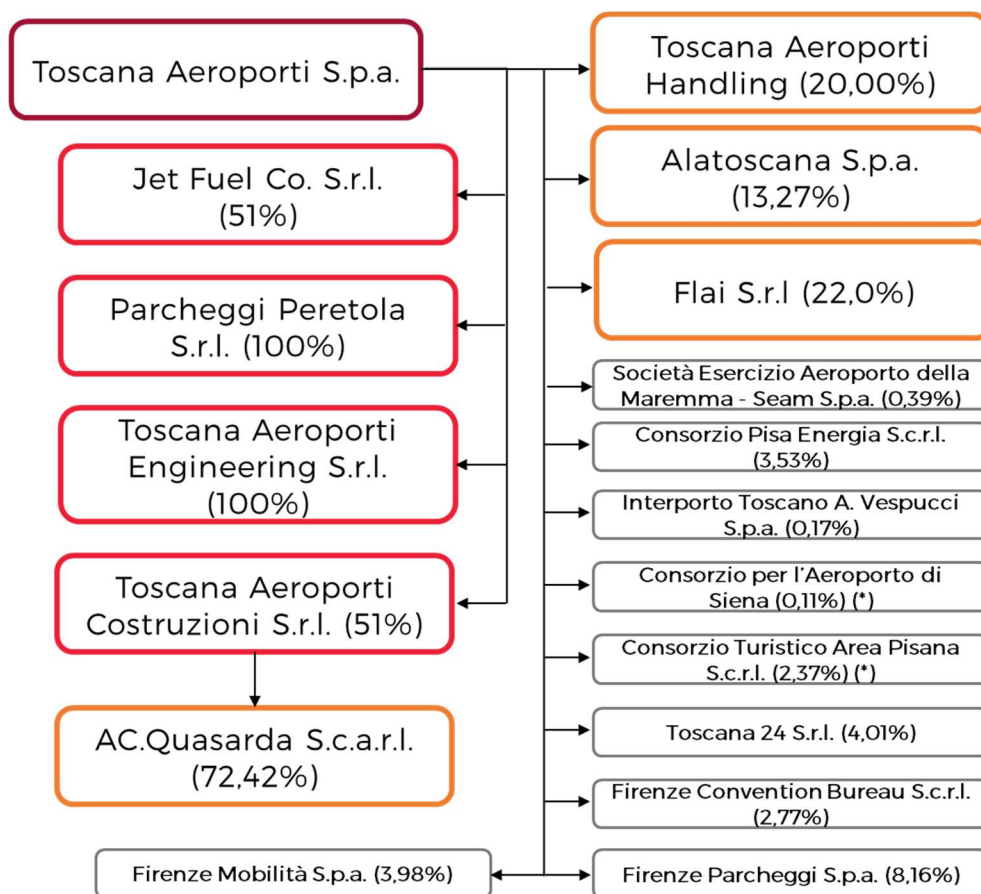 Toscana Aeroporti S.p.a.
Jet Fuel Co. S.r.l.
(51%)
Parcheggi Peretola
S.r.l. (100%)
Toscana Aeroporti
Engineering S.r.l.
(100%)
Toscana Aeroporti
Costruzioni S.r.l. (51%)
AC.Quasarda S.c.a.r.l.
(72,42%)
Toscana Aeroporti
Handling (20,00%)
Alatoscana S.p.a.
(13,27%)
Flai S.r.l (22,0%)
Società Esercizio Aeroporto della
Maremma - Seam S.p.a. (0,39%)
Consorzio Pisa Energia S.c.r.l.
(3,53%)
Interporto Toscano A. Vespucci
S.p.a. (0,17%)
Consorzio per l'Aeroporto di
Siena (0,11%) (*)
Consorzio Turistico Area Pisana
S.c.r.l. (2,37%) (*)
Toscana 24 S.r.l. (4,01%)
Firenze Convention Bureau S.c.r.l.
(2,77%)
Firenze Mobilità S.p.a. (3,98%)
Firenze Parcheggi S.p.a. (8,16%)